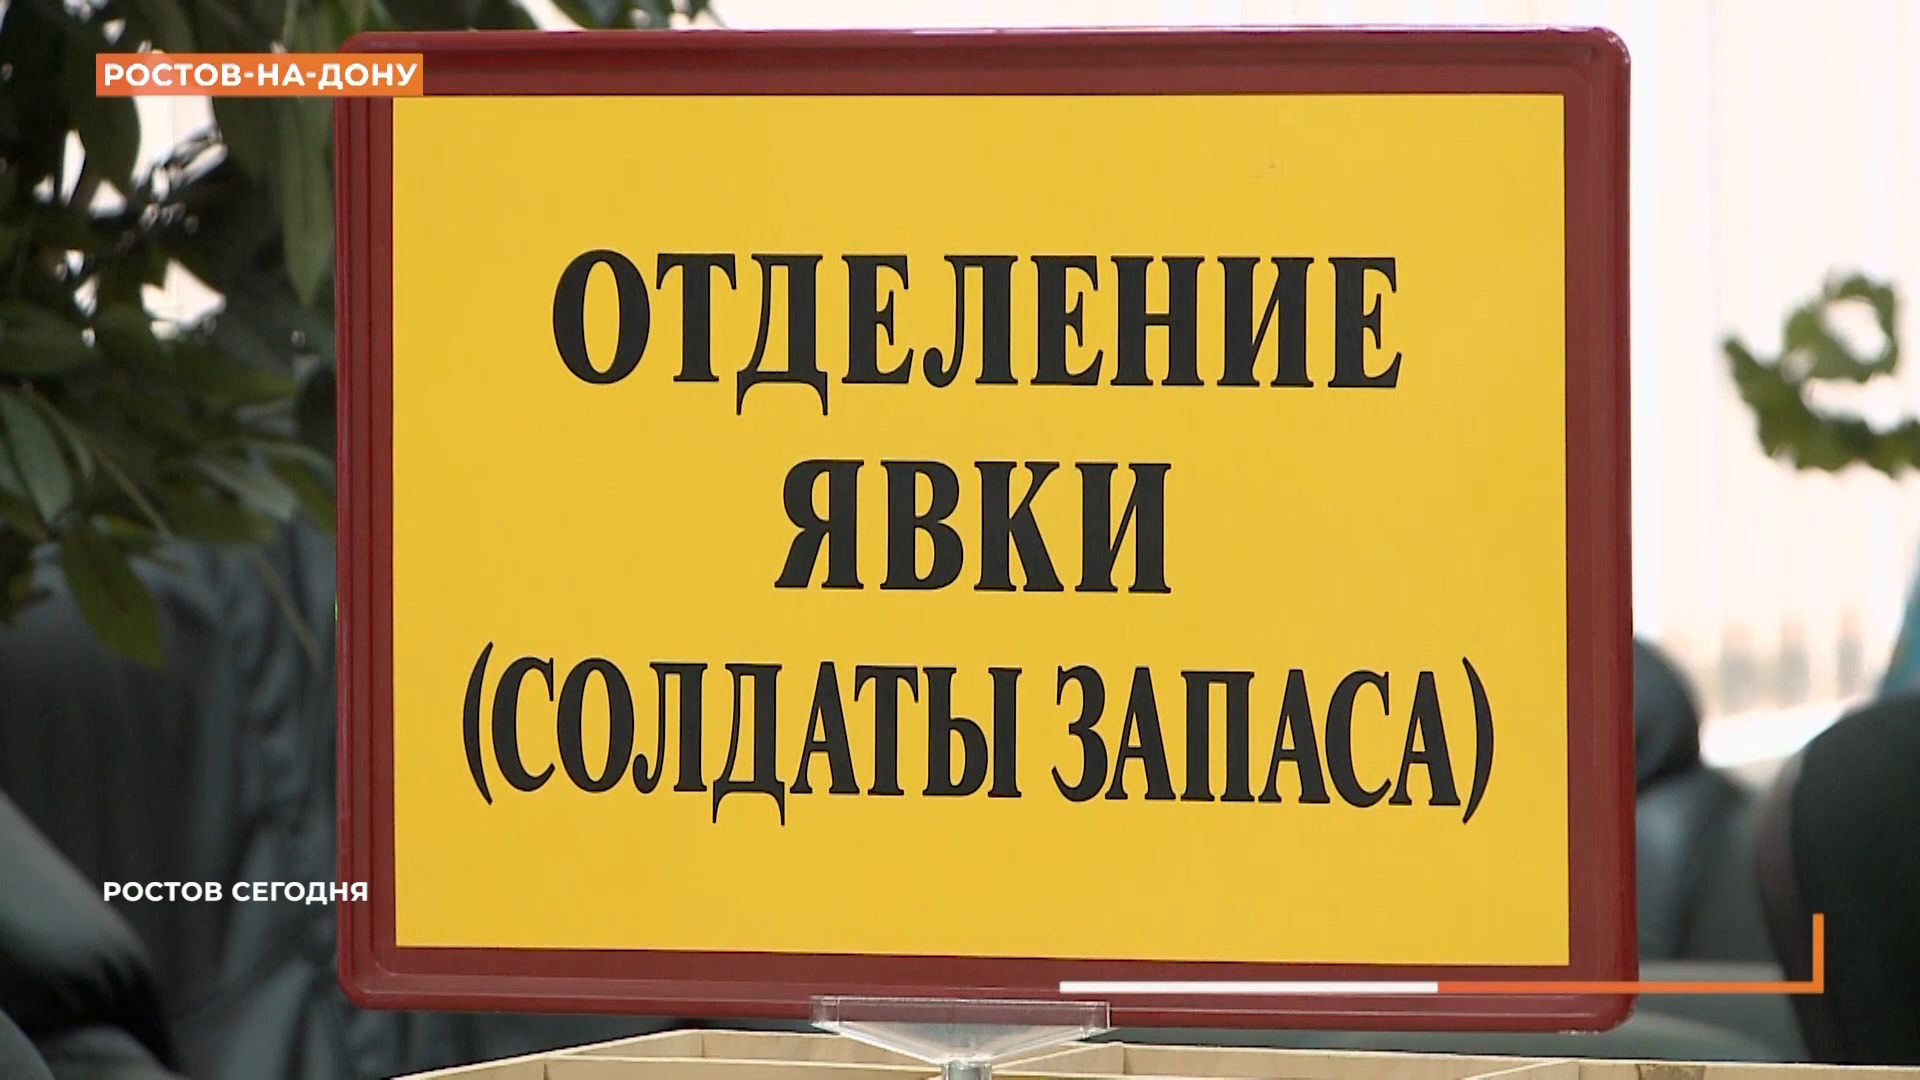 РОСТОВ-НА-ДОНУ
ОТДЕЛЕНИЕ
ЯВКИ
(СОЛДАТЫ ЗАПАСА)
РОСТОВ СЕГОДНЯ